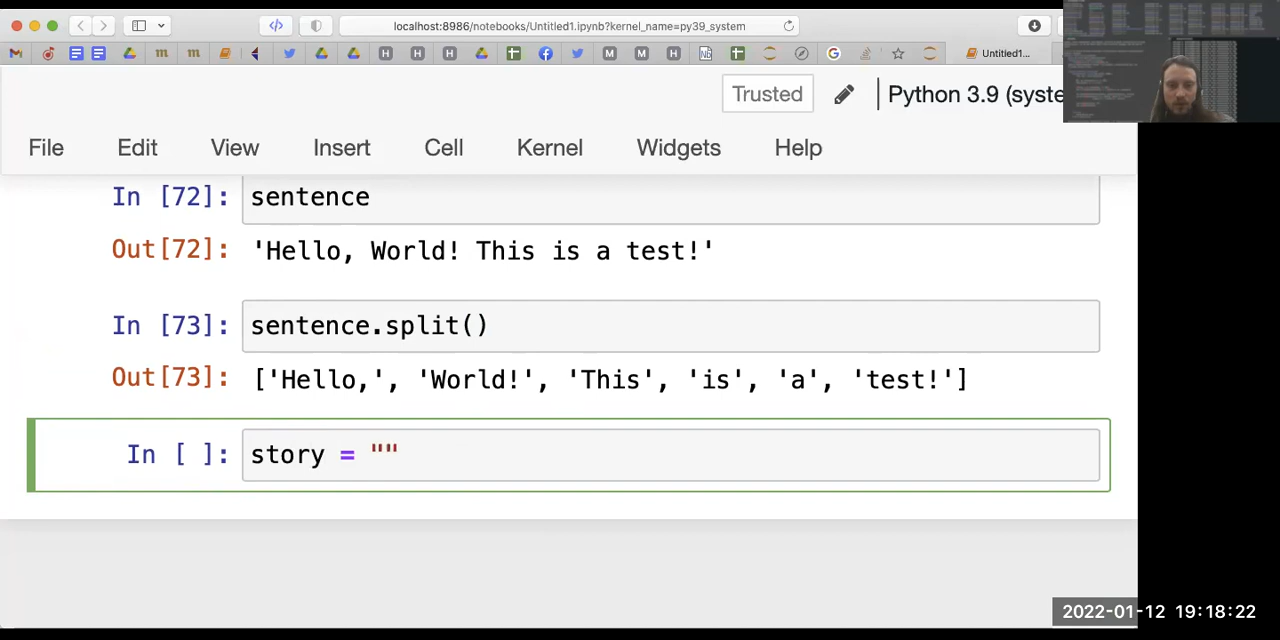 localhost:8986/notebooks/Untitled1.ipynb?kernel_name=py39_system
Untitled1...
Trusted
Python 3.9 (syste
File Edit View Insert Cell Kernel Widgets Help
In [72]: sentence
Out[72]: 'Hello, World! This is a test!'
In [73]: sentence.split()
Out[73]: ['Hello,', 'World!', 'This', 'is', 'a', 'test!']
In [ ]: story = ""
2022-01-12 19:18:22